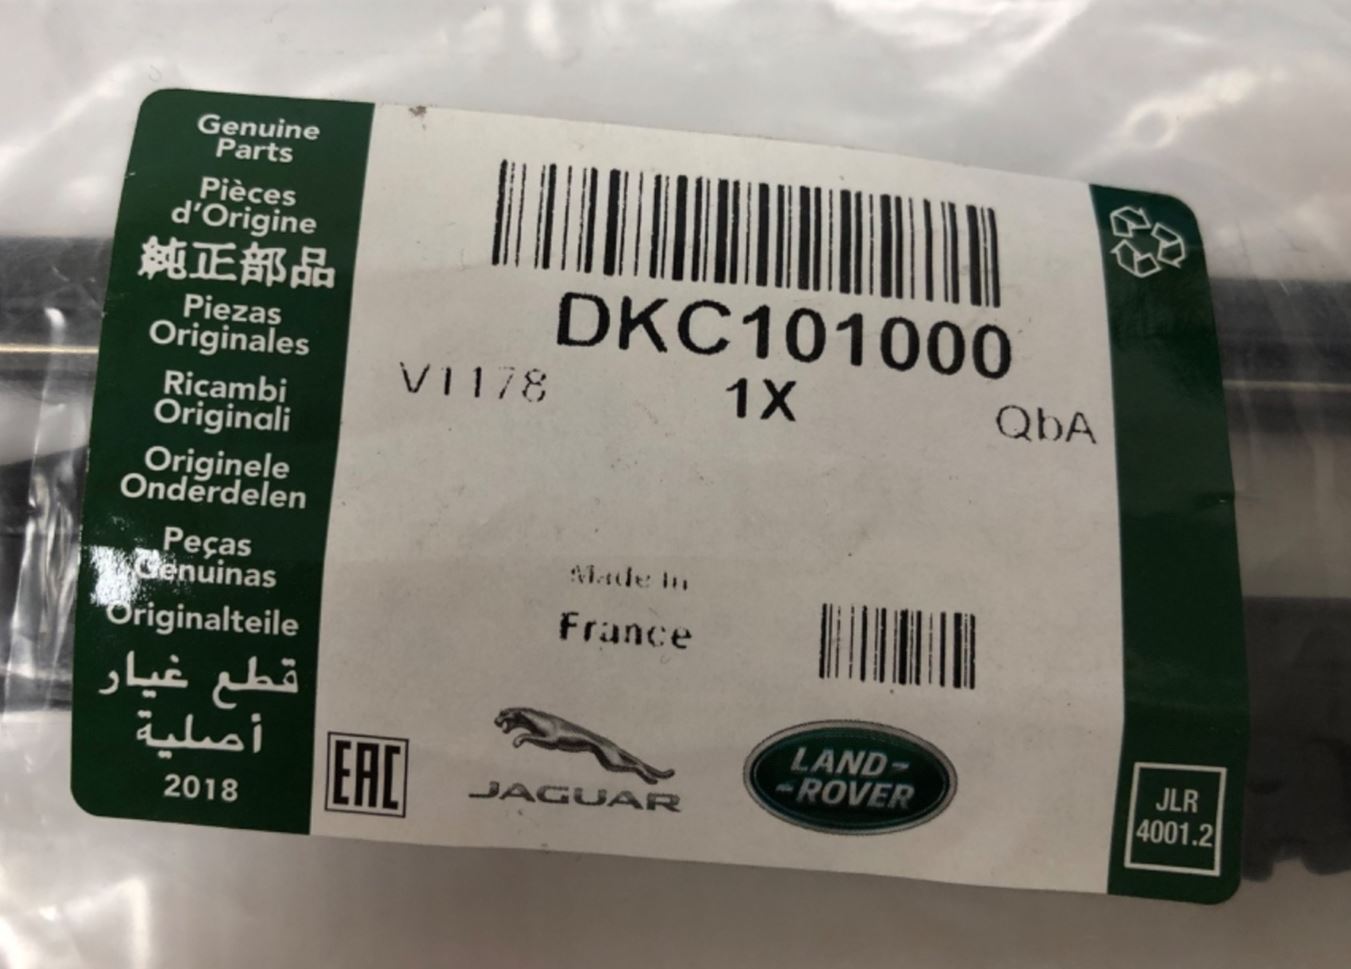 Genuine
Parts
Pièces
d'Origine
純正部品
Piezas
Originales
Ricambi
Originali
Originele
Onderdelen
Peças
Genuinas
Originalteile
قطع غيار
أصلية
2018
DKC101000
V1178
1X
QbA
Made In
France
EAC
JAGUAR
LAND-
-ROVER
JLR
4001.2